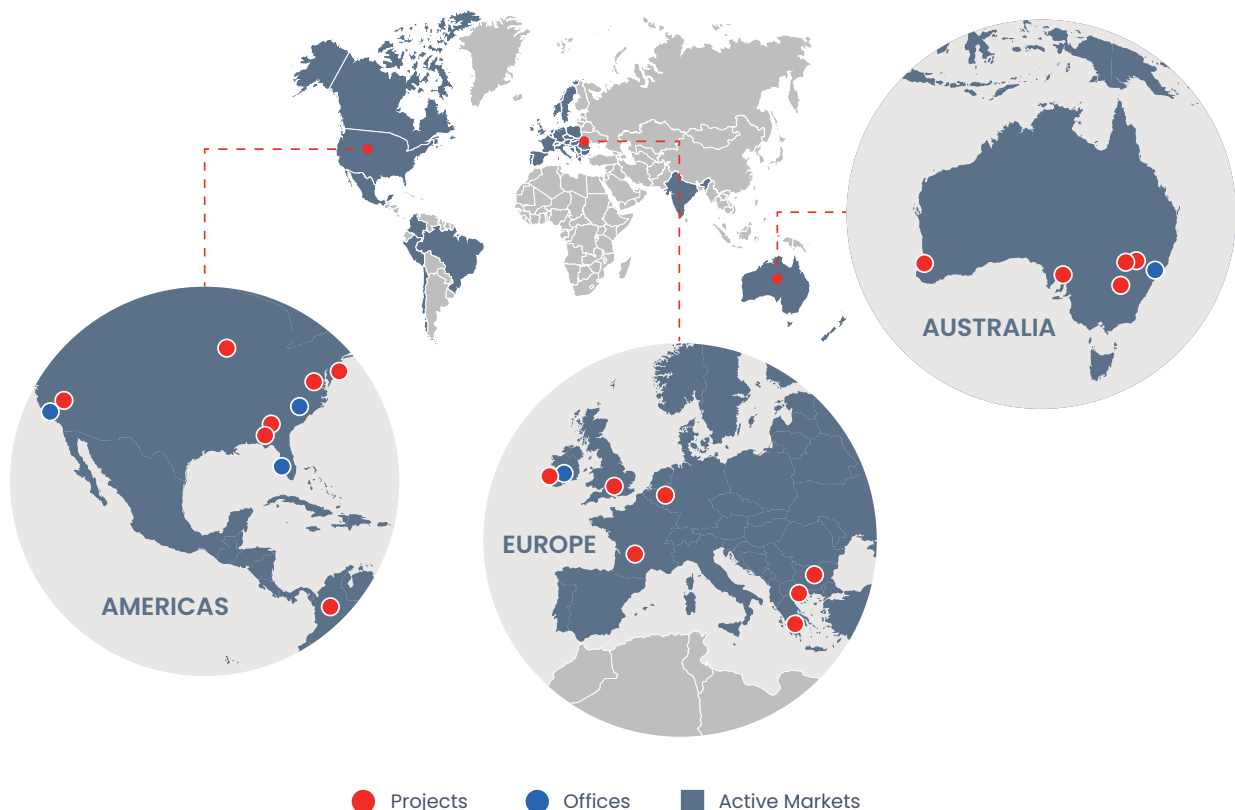 AUSTRALIA
EUROPE
AMERICAS
Projects
Offices
Active Markets